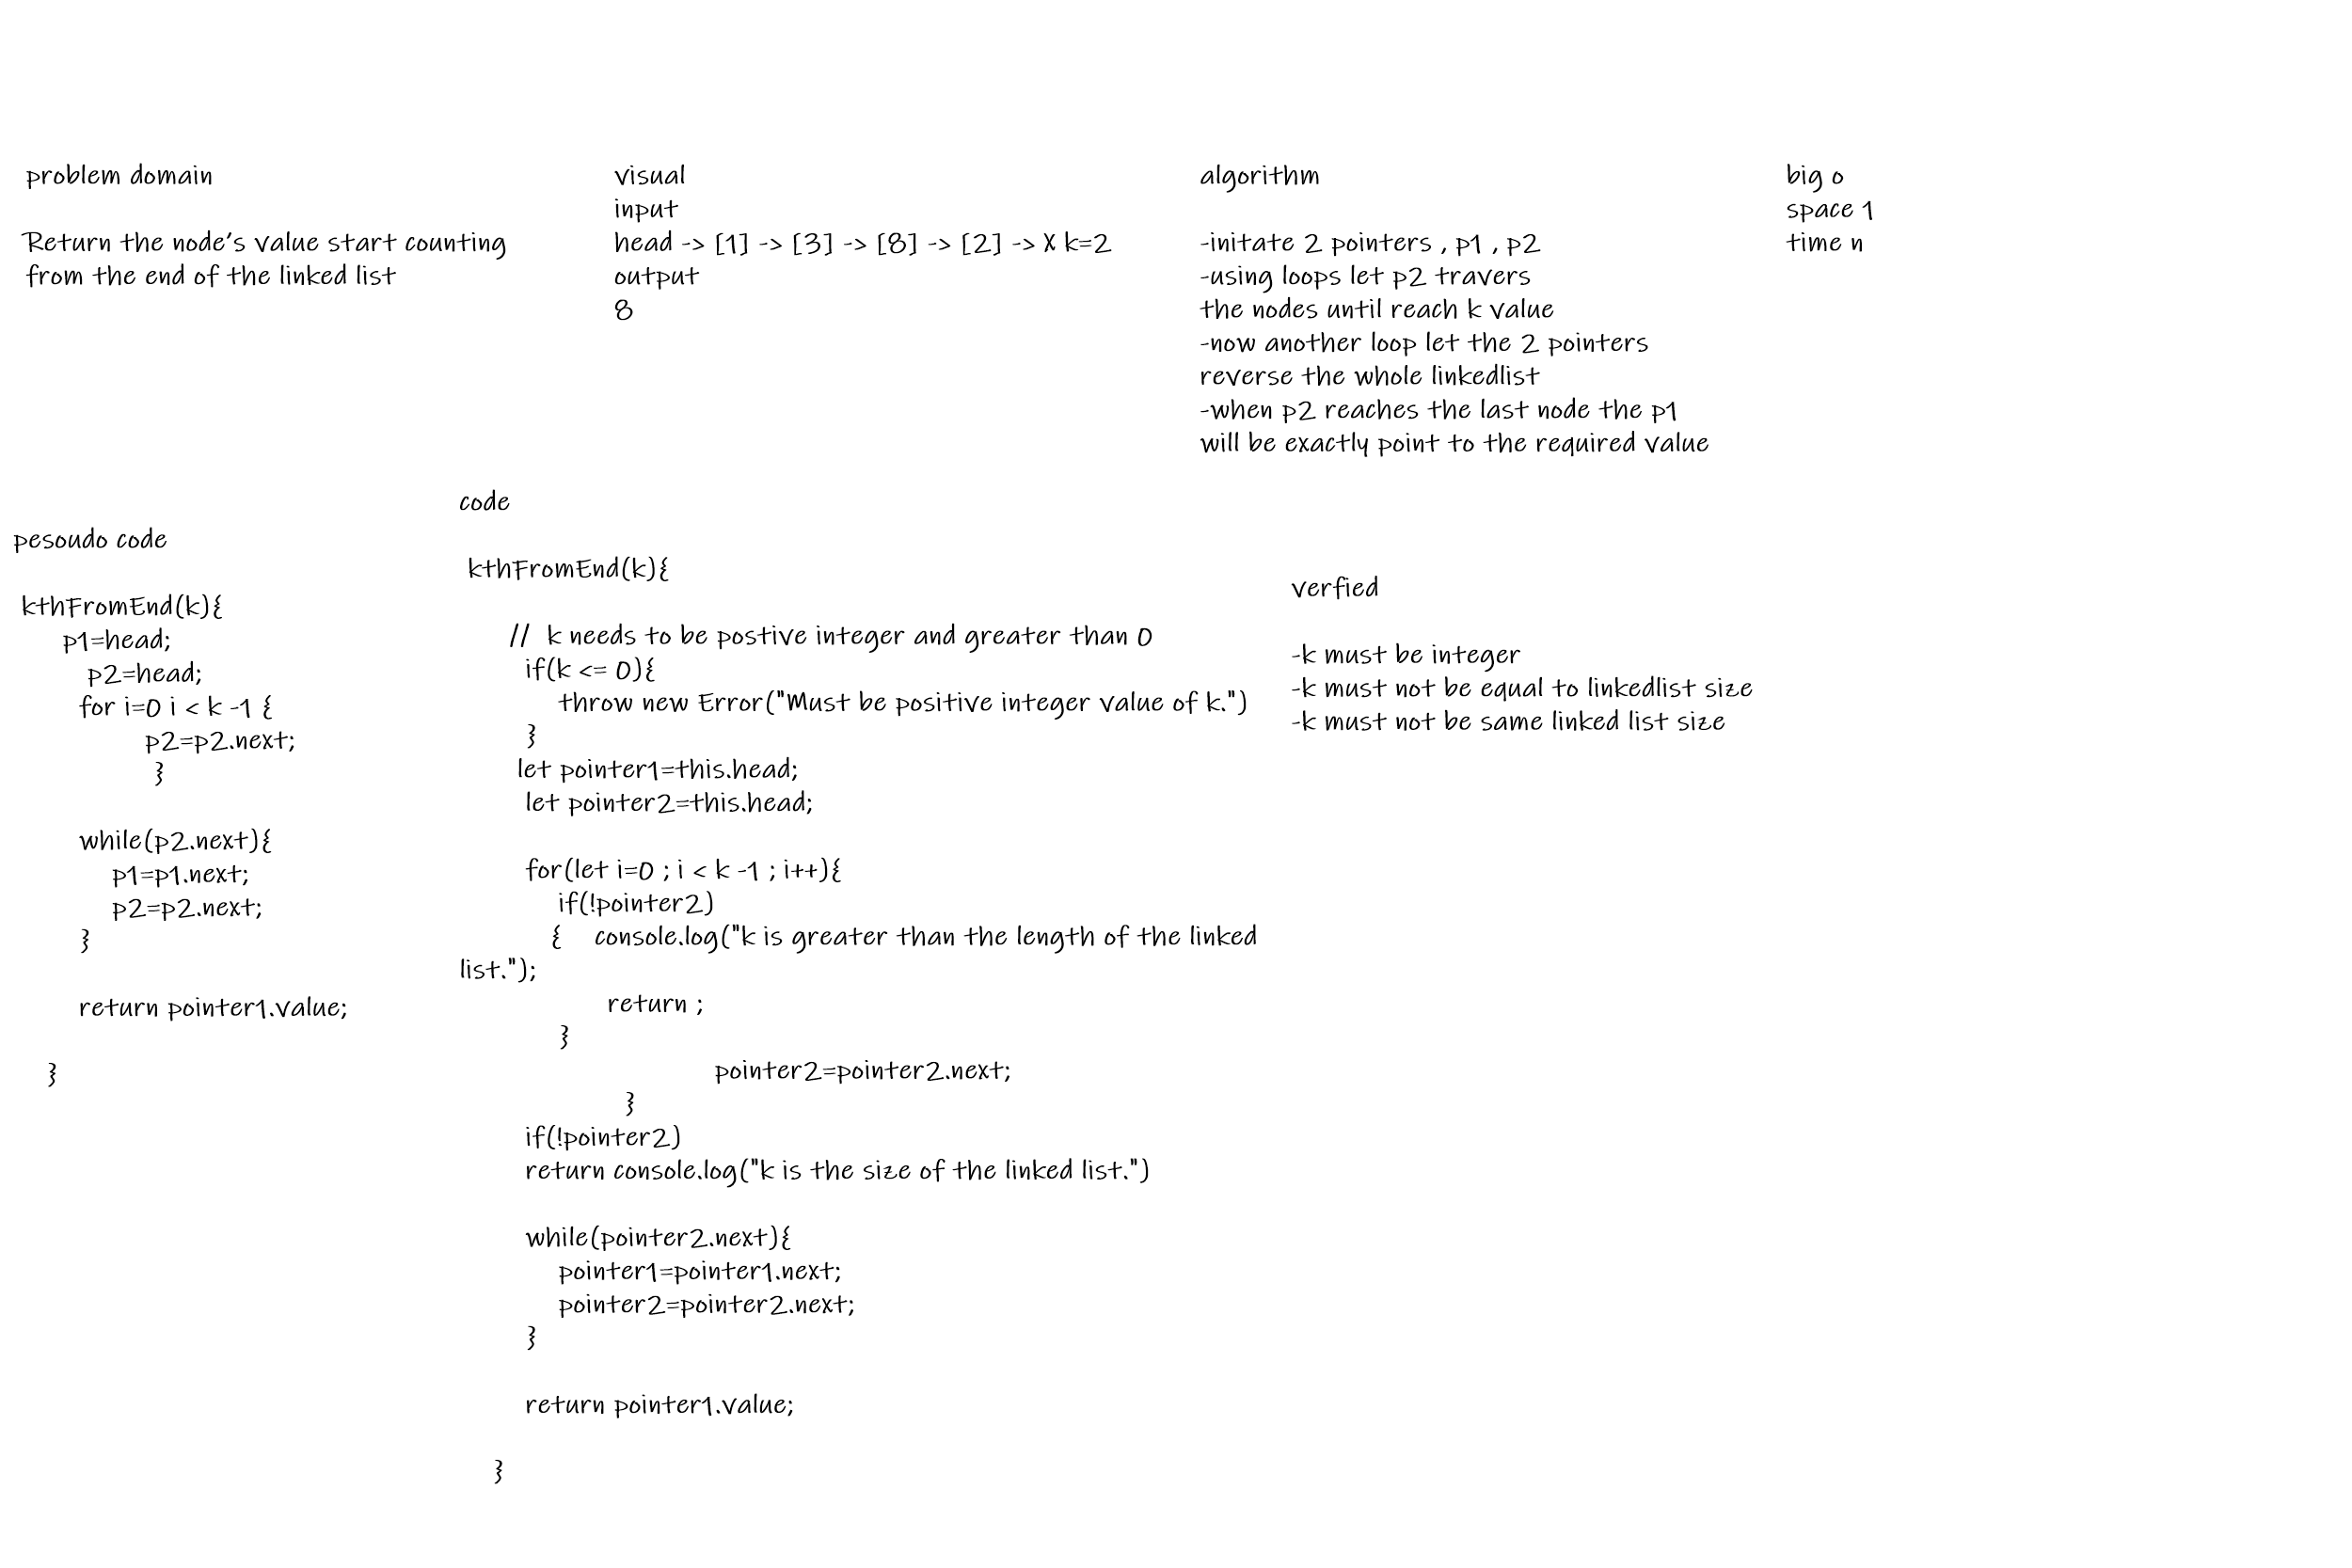 problem domain
Return the node's value start counting
from the end of the linked list
visual
input
head -> [1] -> [3] -> [8] -> [2] -> X k=2
output
8
algorithm
-initate 2 pointers , p1 , p2
-using loops let p2 travers
the nodes until reach k value
-now another loop let the 2 pointers
reverse the whole linkedlist
-when p2 reaches the last node the p1
will be exactly point to the required value
big o
space 1
time n
pesoudo code
kthFromEnd(k){
p1=head;
p2=head;
for i=0 i < k -1 {
p2=p2.next;
}
while(p2.next){
p1=p1.next;
p2=p2.next;
}
return pointer1.value;
}
code
kthFromEnd(k){
// k needs to be postive integer and greater than 0
if(k <= 0){
throw new Error("Must be positive integer value of k.")
}
let pointer1=this.head;
let pointer2=this.head;
for(let i=0 ; i < k -1 ; i++){
if(!pointer2)
{ console.log("k is greater than the length of the linked
list.");
return ;
}
pointer2=pointer2.next;
}
if(!pointer2)
return console.log("k is the size of the linked list.")
while(pointer2.next){
pointer1=pointer1.next;
pointer2=pointer2.next;
}
return pointer1.value;
}
verfied
-k must be integer
-k must not be equal to linkedlist size
-k must not be same linked list size